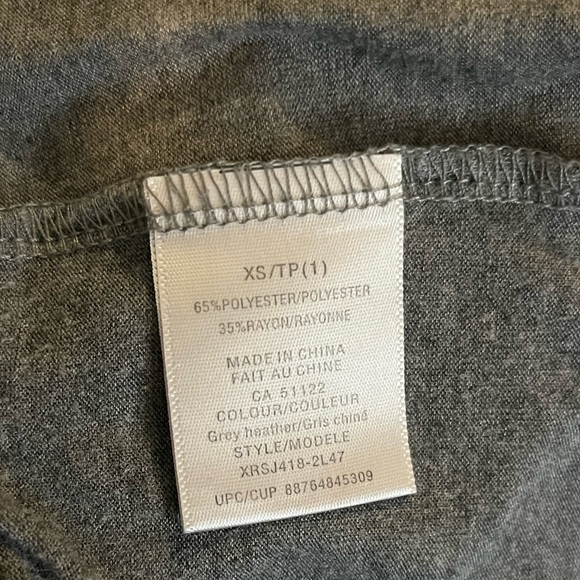 XS/TP(1)
65%POLYESTER/POLYESTER
35%RAYON/RAYONNE
MADE IN CHINA
FAIT AU CHINE
CA 51122
COLOUR/COULEUR
Grey heather/Gris chind
STYLE/MODELE
XRSJ418-2L47
UPC/CUP 88764845309